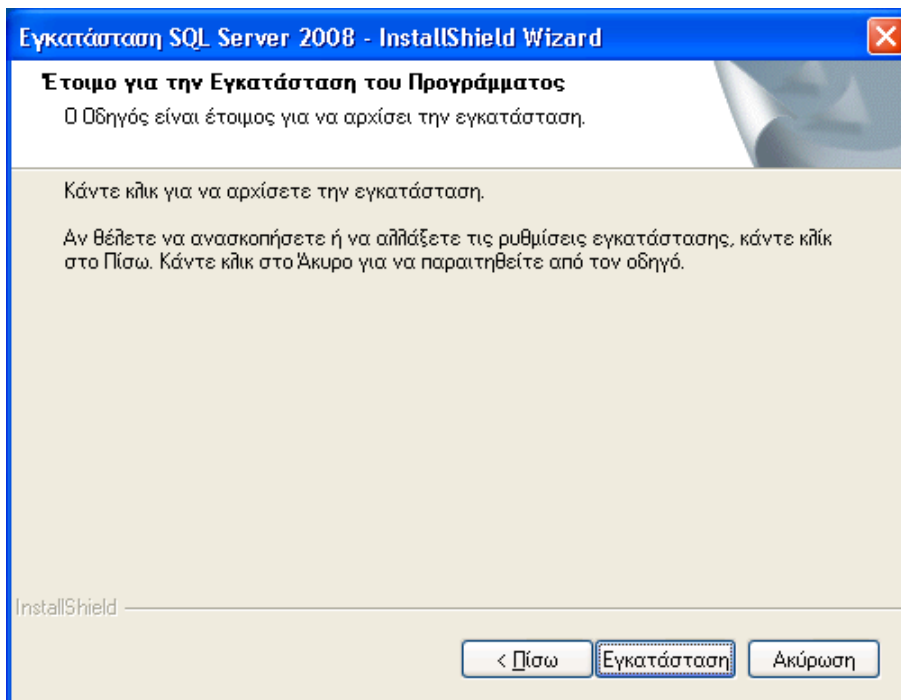 Εγκατάσταση SQL Server 2008 - InstallShield Wizard
Έτοιμο για την Εγκατάσταση του Προγράμματος
Ο Οδηγός είναι έτοιμος για να αρχίσει την εγκατάσταση.
Κάντε κλικ για να αρχίσετε την εγκατάσταση.
Αν θέλετε να ανασκοπήσετε ή να αλλάξετε τις ρυθμίσεις εγκατάστασης, κάντε κλίκ
στο Πίσω. Κάντε κλικ στο Άκυρο για να παραιτηθείτε από τον οδηγό.
InstallShield
< Πίσω Εγκατάσταση Ακύρωση